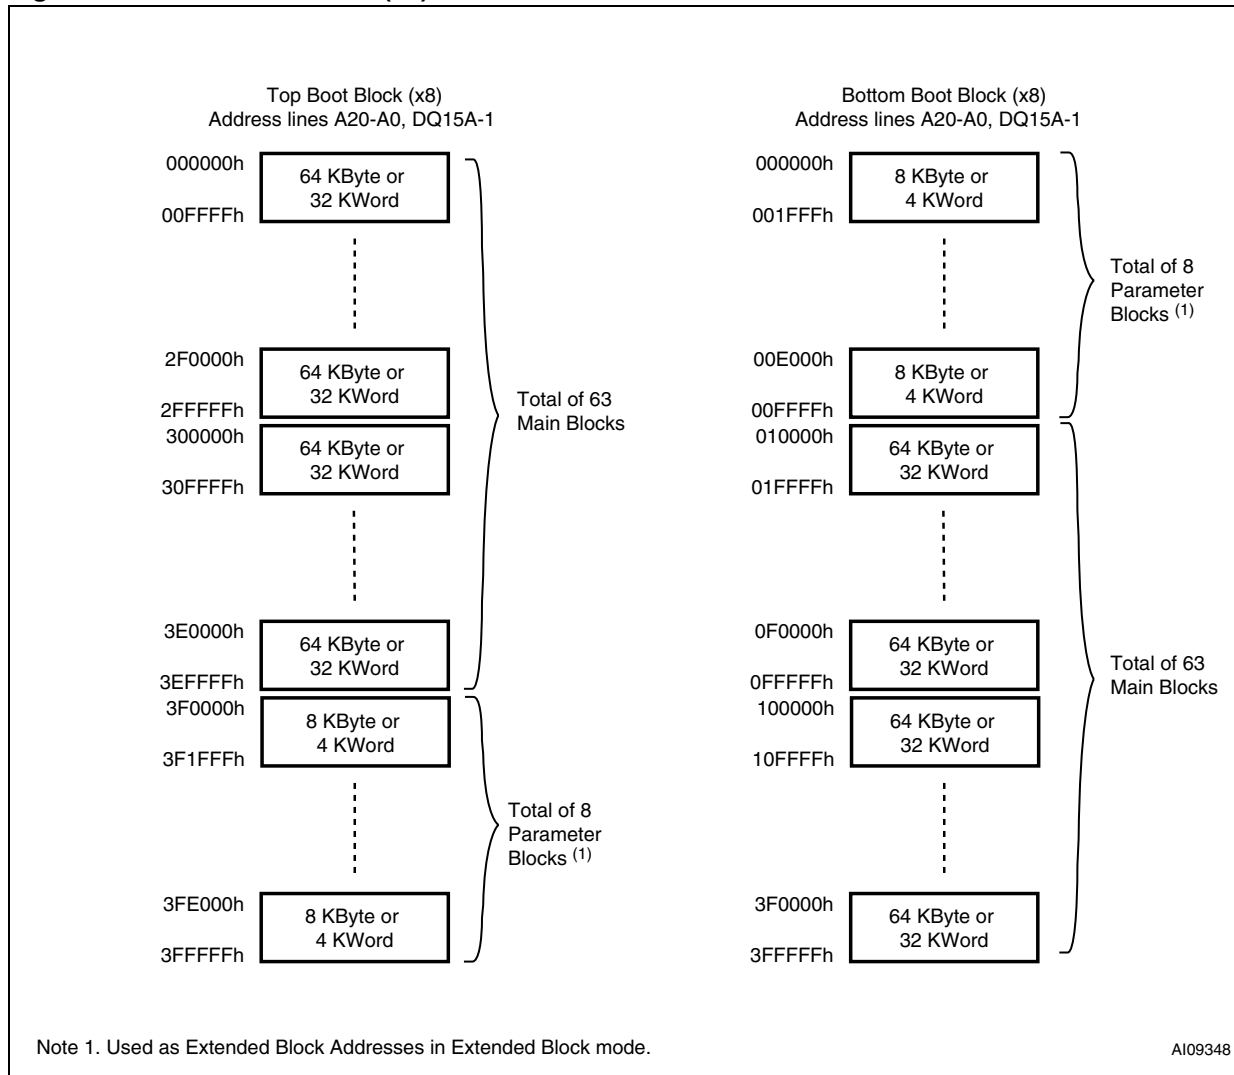 Top Boot Block (x8)
Address lines A20-A0, DQ15A-1
000000h
64 KByte or
32 KWord
00FFFFh
2F0000h
64 KByte or
32 KWord
2FFFFFh
300000h
64 KByte or
32 KWord
30FFFFh
Total of 63
Main Blocks
3E0000h
64 KByte or
32 KWord
3EFFFFh
3F0000h
8 KByte or
4 KWord
3F1FFFh
Total of 8
Parameter
Blocks (1)
3FE000h
8 KByte or
4 KWord
3FFFFFh
Bottom Boot Block (x8)
Address lines A20-A0, DQ15A-1
000000h
8 KByte or
4 KWord
001FFFh
Total of 8
Parameter
Blocks (1)
00E000h
8 KByte or
4 KWord
00FFFFh
010000h
64 KByte or
32 KWord
01FFFFh
0F0000h
64 KByte or
32 KWord
0FFFFFh
Total of 63
Main Blocks
100000h
64 KByte or
32 KWord
10FFFFh
3F0000h
64 KByte or
32 KWord
3FFFFFh
Note 1. Used as Extended Block Addresses in Extended Block mode.
AI09348